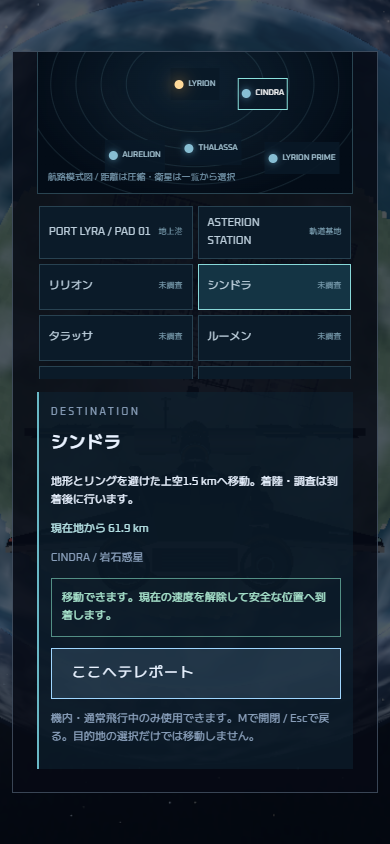 LYRION
CINDRA
AURELION
THALASSA
LYRION PRIME
航路模式図 / 距離は圧縮・衛星は一覧から選択
PORT LYRA / PAD 01 地上港
ASTERION
STATION 軌道基地
リリオン 未調査
シンドラ 未調査
タラッサ 未調査
ルーメン 未調査
DESTINATION
シンドラ
地形とリングを避けた上空1.5 kmへ移動。着陸・調査は到
着後に行います。
現在地から 61.9 km
CINDRA / 岩石惑星
移動できます。現在の速度を解除して安全な位置へ到
着します。
ここへテレポート
機内・通常飛行中のみ使用できます。Mで開閉 / Escで戻
る。目的地の選択だけでは移動しません。